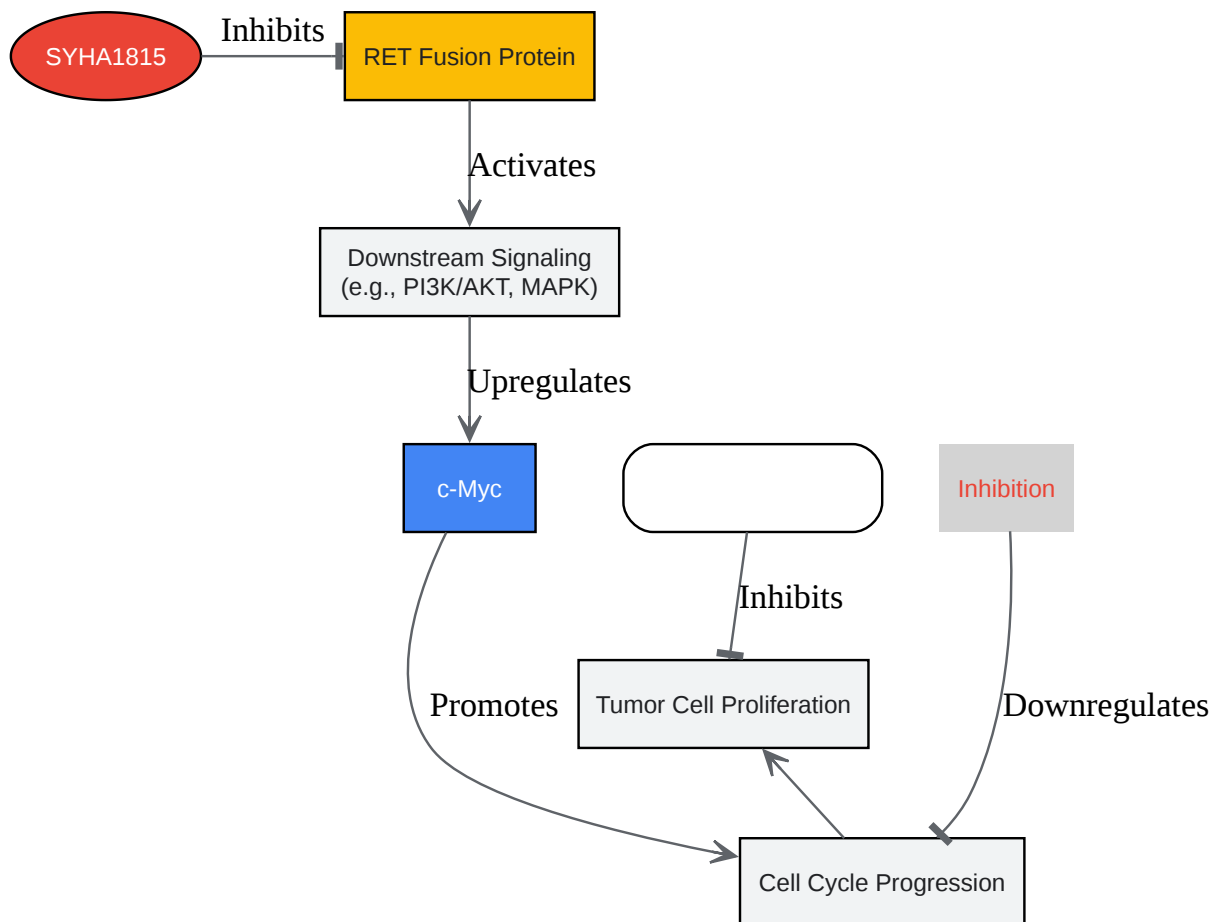 Inhibits
SYHA1815
RET Fusion Protein
Activates
Downstream Signaling
(e.g., PI3K/AKT, MAPK)
Upregulates
c-Myc
Inhibition
Inhibits
Promotes
Tumor Cell Proliferation
Downregulates
Cell Cycle Progression